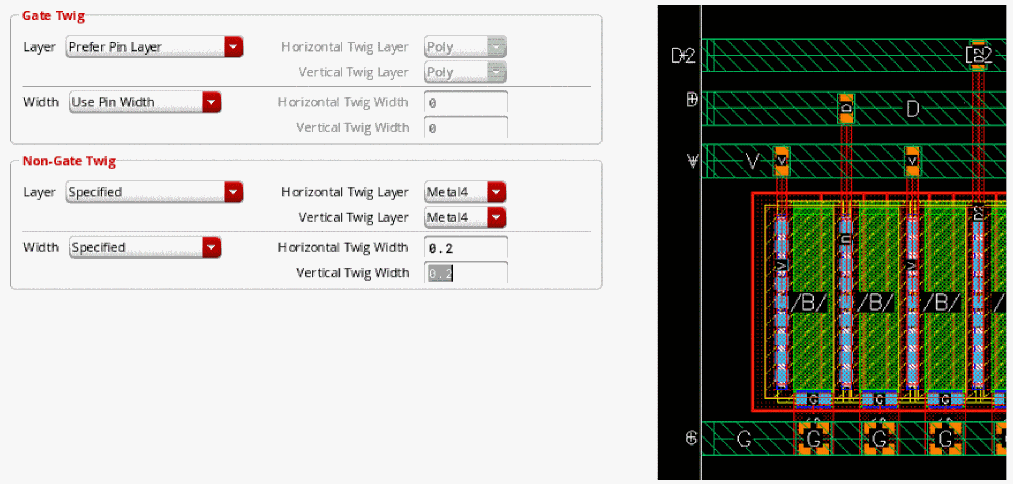 Gate Twig
Layer Prefer Pin Layer Horizontal Twig Layer Poly
Vertical Twig Layer Poly
Width Use Pin Width Horizontal Twig Width 0
Vertical Twig Width 0
Non-Gate Twig
Layer Specified Horizontal Twig Layer Metal4
Vertical Twig Layer Metal4
Width Specified Horizontal Twig Width 0.2
Vertical Twig Width 0.2
D2 D2
D D D
V V V V
D2
D
V V
/B/ /B/ /B/
G G G
G G G G G